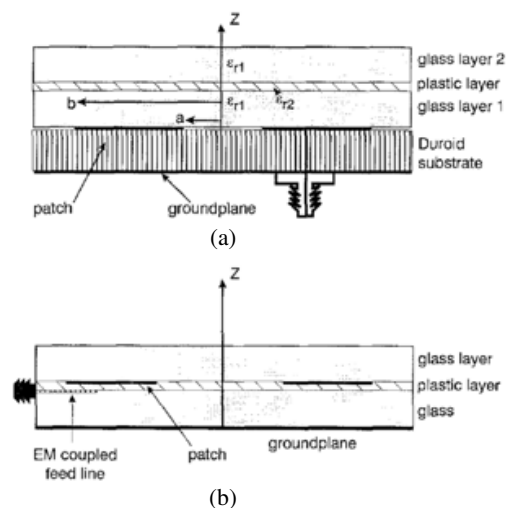 Z
εr1
glass layer 2
plastic layer
εr2
b
εr1
glass layer 1
a
Duroid
substrate
patch
groundplane
(a)
Z
glass layer
plastic layer
glass
EM coupled
feed line
patch
groundplane
(b)